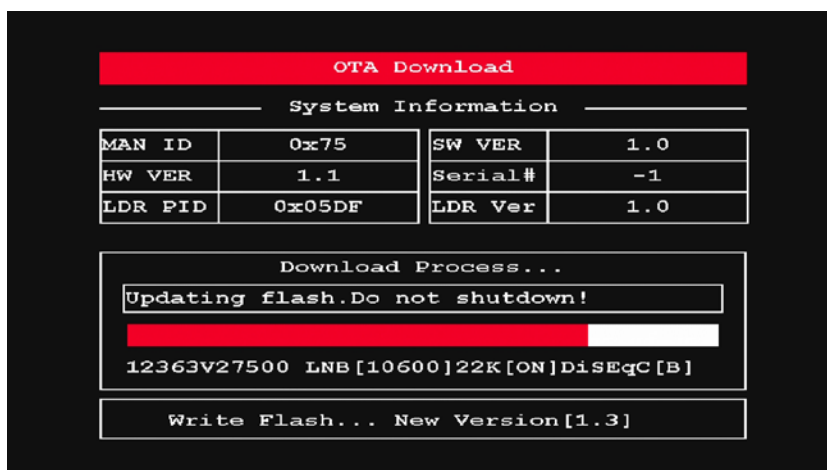 OTA Download
System Information
MAN ID 0x75 SW VER 1.0
HW VER 1.1 Serial# -1
LDR PID 0x05DF LDR Ver 1.0
Download Process...
Updating flash.Do not shutdown!
12363V27500 LNB[10600]22K[ON]DiSEqC[B]
Write Flash... New Version[1.3]